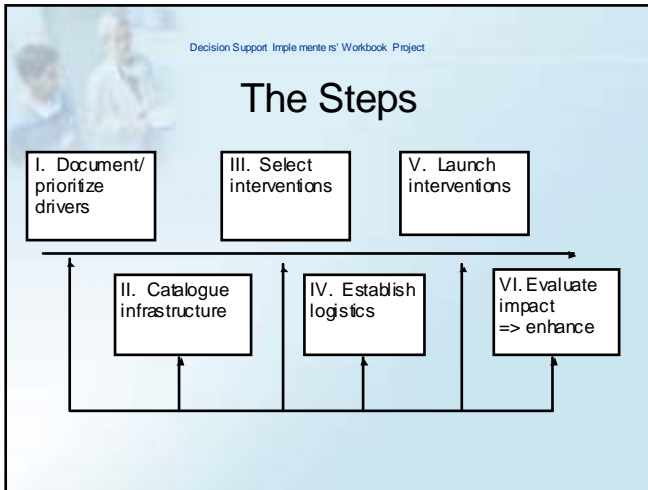 Decision Support Implementers' Workbook Project
The Steps
I. Document/
prioritize
drivers
III. Select
interventions
V. Launch
interventions
II. Catalogue
infrastructure
IV. Establish
logistics
VI. Evaluate
impact
=> enhance